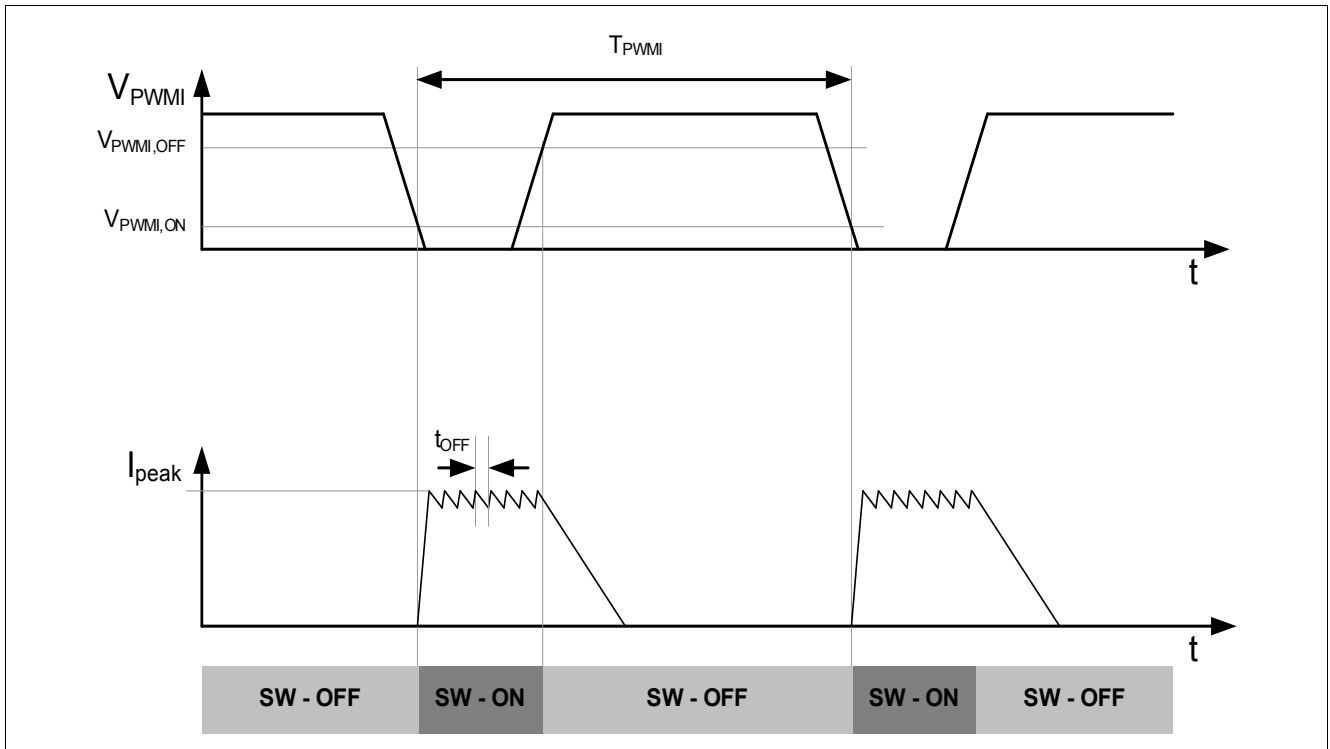 TPWMI
VPWMI
VPWMI,OFF
VPWMI,ON
t
tOFF
Ipeak
t
SW - OFF SW - ON SW - OFF SW - ON SW - OFF